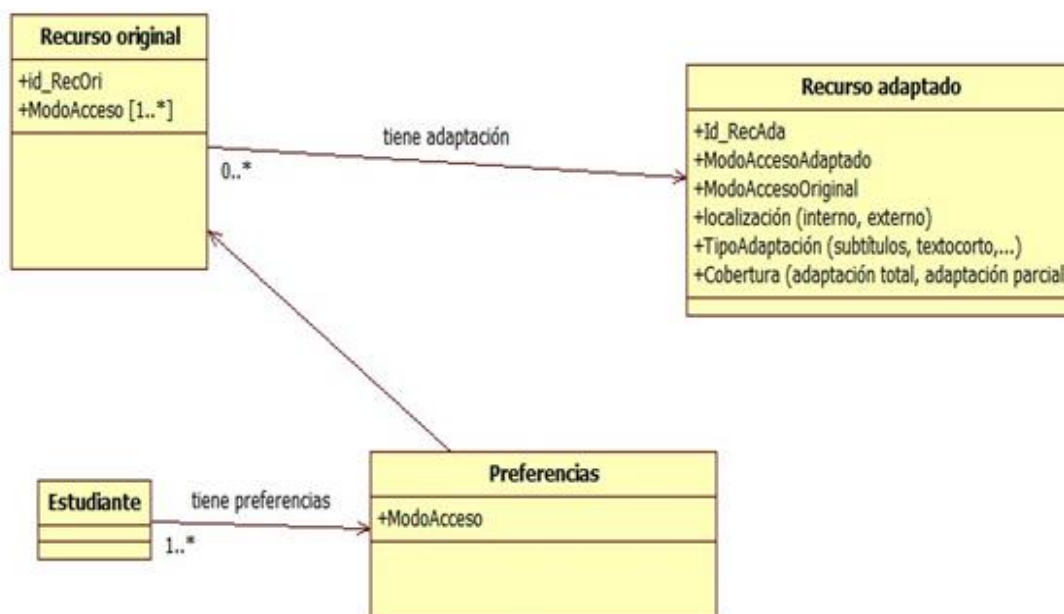 Recurso original
+id_RecOri
+ModoAcceso [1..*]
tiene adaptación
0..*
Recurso adaptado
+Id_RecAda
+ModoAccesoAdaptado
+ModoAccesoOriginal
+localización (interno, externo)
+TipoAdaptación (subtítulos, textocorto,...)
+Cobertura (adaptación total, adaptación parcial
Estudiante
tiene preferencias
1..*
Preferencias
+ModoAcceso